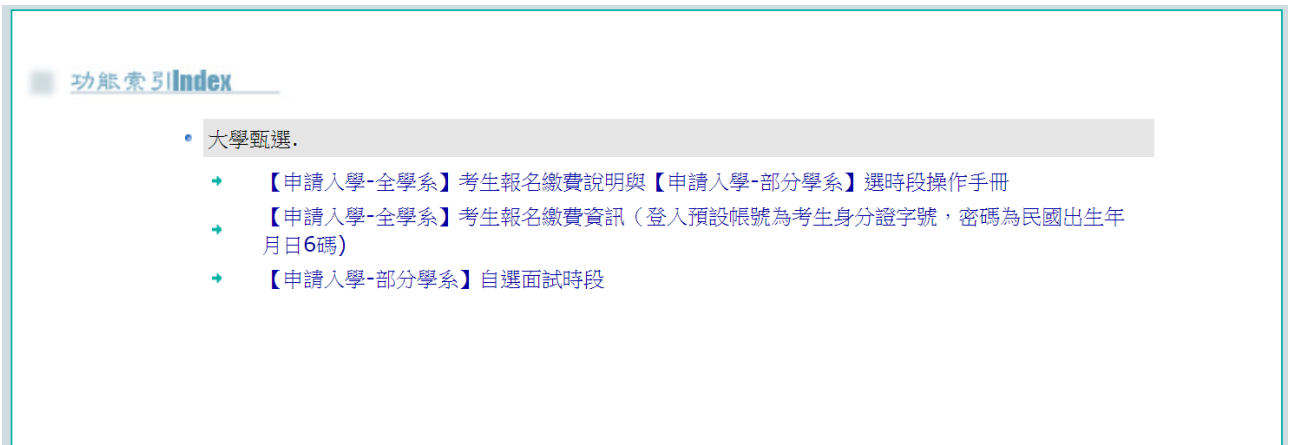 功能索引Index
大學甄選.
【申請入學-全學系】考生報名繳費說明與【申請入學-部分學系】選時段操作手冊
【申請入學-全學系】考生報名繳費資訊（登入預設帳號為考生身分證字號，密碼為民國出生年
月日6碼)
【申請入學-部分學系】自選面試時段